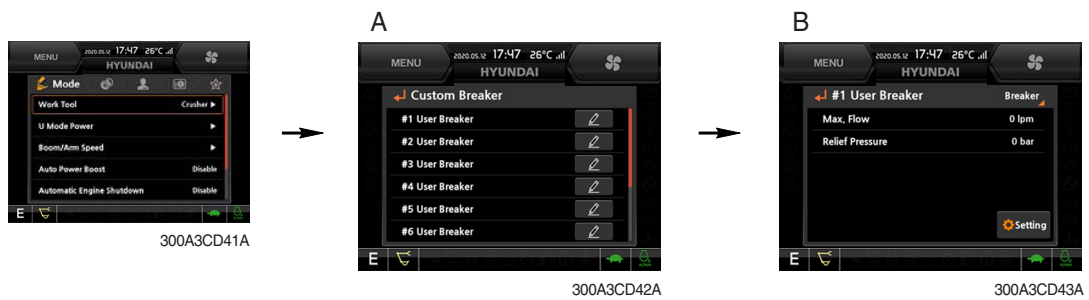 A
B
MENU
2020.05.12 17:47 26°C
HYUNDAI
Mode
Work Tool Crusher ▶
U Mode Power ▶
Boom/Arm Speed ▶
Auto Power Boost Disable
Automatic Engine Shutdown Disable
E
300A3CD41A
MENU
2020.05.12 17:47 26°C
HYUNDAI
Custom Breaker
#1 User Breaker
#2 User Breaker
#3 User Breaker
#4 User Breaker
#5 User Breaker
#6 User Breaker
E
300A3CD42A
MENU
2020.05.12 17:47 26°C
HYUNDAI
#1 User Breaker Breaker
Max, Flow 0 lpm
Relief Pressure 0 bar
Setting
E
300A3CD43A